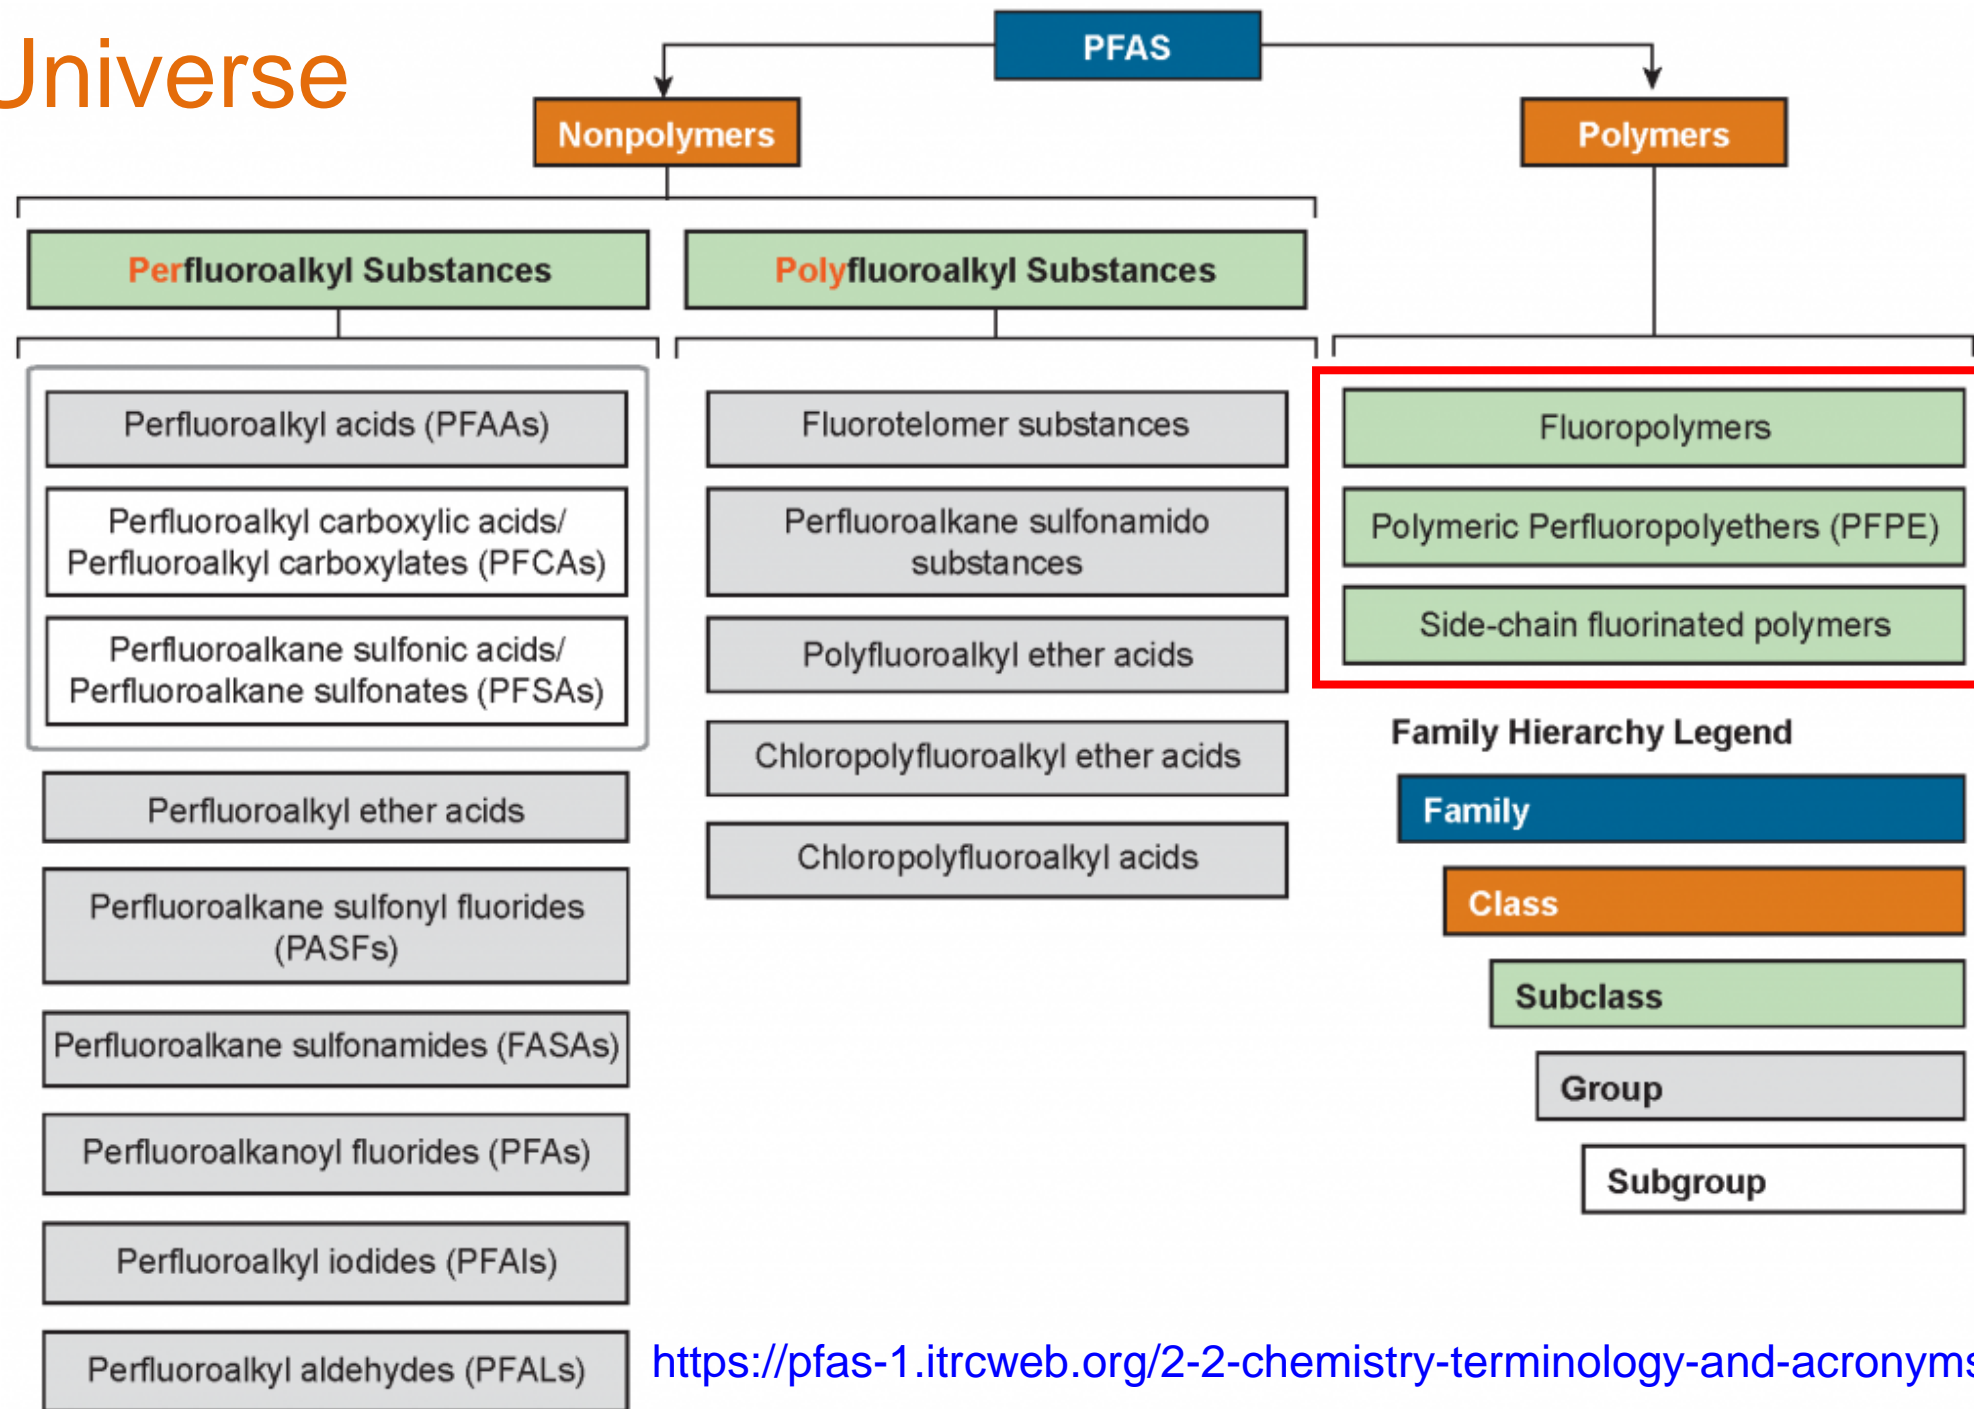 Universe
PFAS
Nonpolymers
Polymers
Perfluoroalkyl Substances
Polyfluoroalkyl Substances
Perfluoroalkyl acids (PFAAs)
Perfluoroalkyl carboxylic acids/
Perfluoroalkyl carboxylates (PFCAs)
Perfluoroalkane sulfonic acids/
Perfluoroalkane sulfonates (PFSAs)
Perfluoroalkyl ether acids
Perfluoroalkane sulfonyl fluorides
(PASFs)
Perfluoroalkane sulfonamides (FASAs)
Perfluoroalkanoyl fluorides (PFAs)
Perfluoroalkyl iodides (PFAIs)
Perfluoroalkyl aldehydes (PFALs)
Fluorotelomer substances
Perfluoroalkane sulfonamido
substances
Polyfluoroalkyl ether acids
Chloropolyfluoroalkyl ether acids
Chloropolyfluoroalkyl acids
Fluoropolymers
Polymeric Perfluoropolyethers (PFPE)
Side-chain fluorinated polymers
Family Hierarchy Legend
Family
Class
Subclass
Group
Subgroup
https://pfas-1.itrcweb.org/2-2-chemistry-terminology-and-acronyms